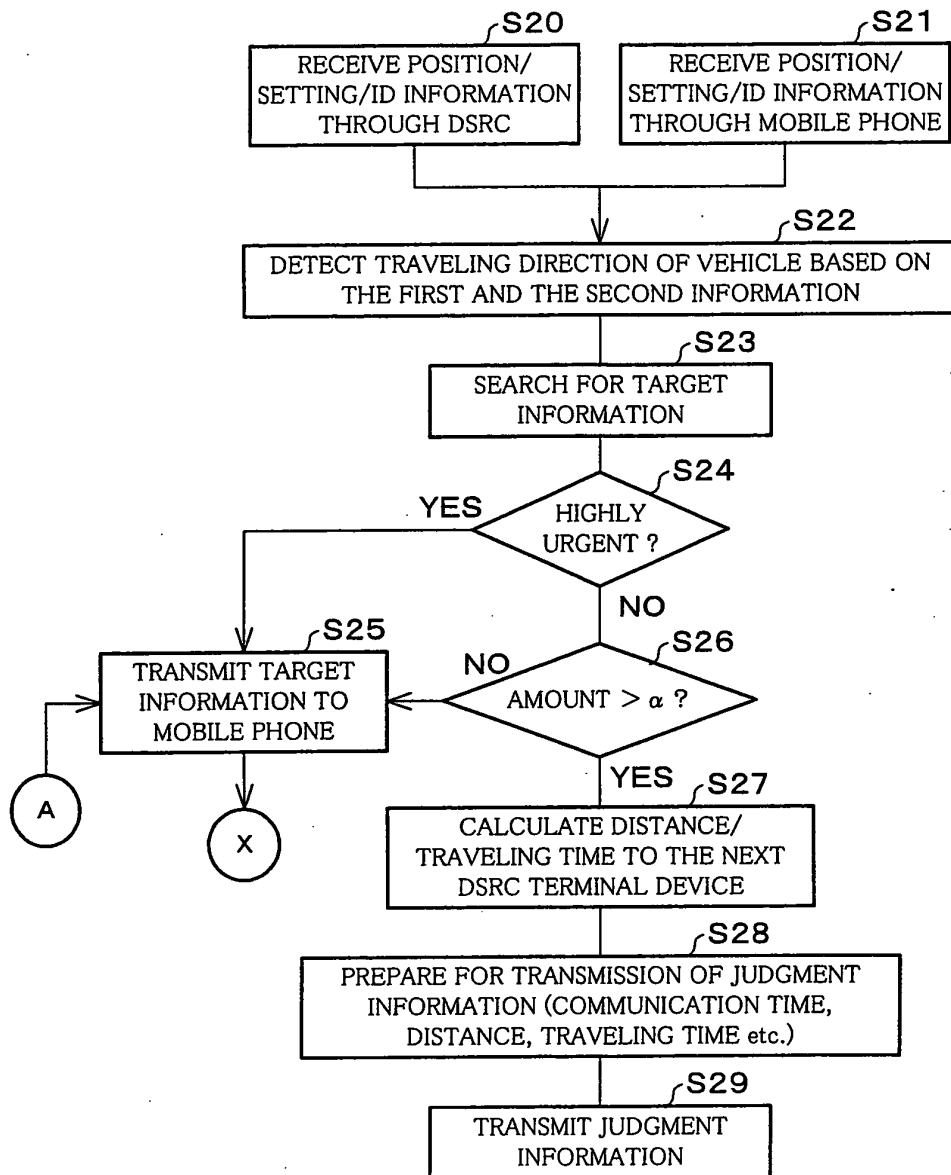 S20
RECEIVE POSITION/
SETTING/ID INFORMATION
THROUGH DSRC
S21
RECEIVE POSITION/
SETTING/ID INFORMATION
THROUGH MOBILE PHONE
S22
DETECT TRAVELING DIRECTION OF VEHICLE BASED ON
THE FIRST AND THE SECOND INFORMATION
S23
SEARCH FOR TARGET
INFORMATION
S24
HIGHLY
URGENT ?
YES
NO
S25
TRANSMIT TARGET
INFORMATION TO
MOBILE PHONE
S26
AMOUNT > α ?
NO
YES
A
X
S27
CALCULATE DISTANCE/
TRAVELING TIME TO THE NEXT
DSRC TERMINAL DEVICE
S28
PREPARE FOR TRANSMISSION OF JUDGMENT
INFORMATION (COMMUNICATION TIME,
DISTANCE, TRAVELING TIME etc.)
S29
TRANSMIT JUDGMENT
INFORMATION